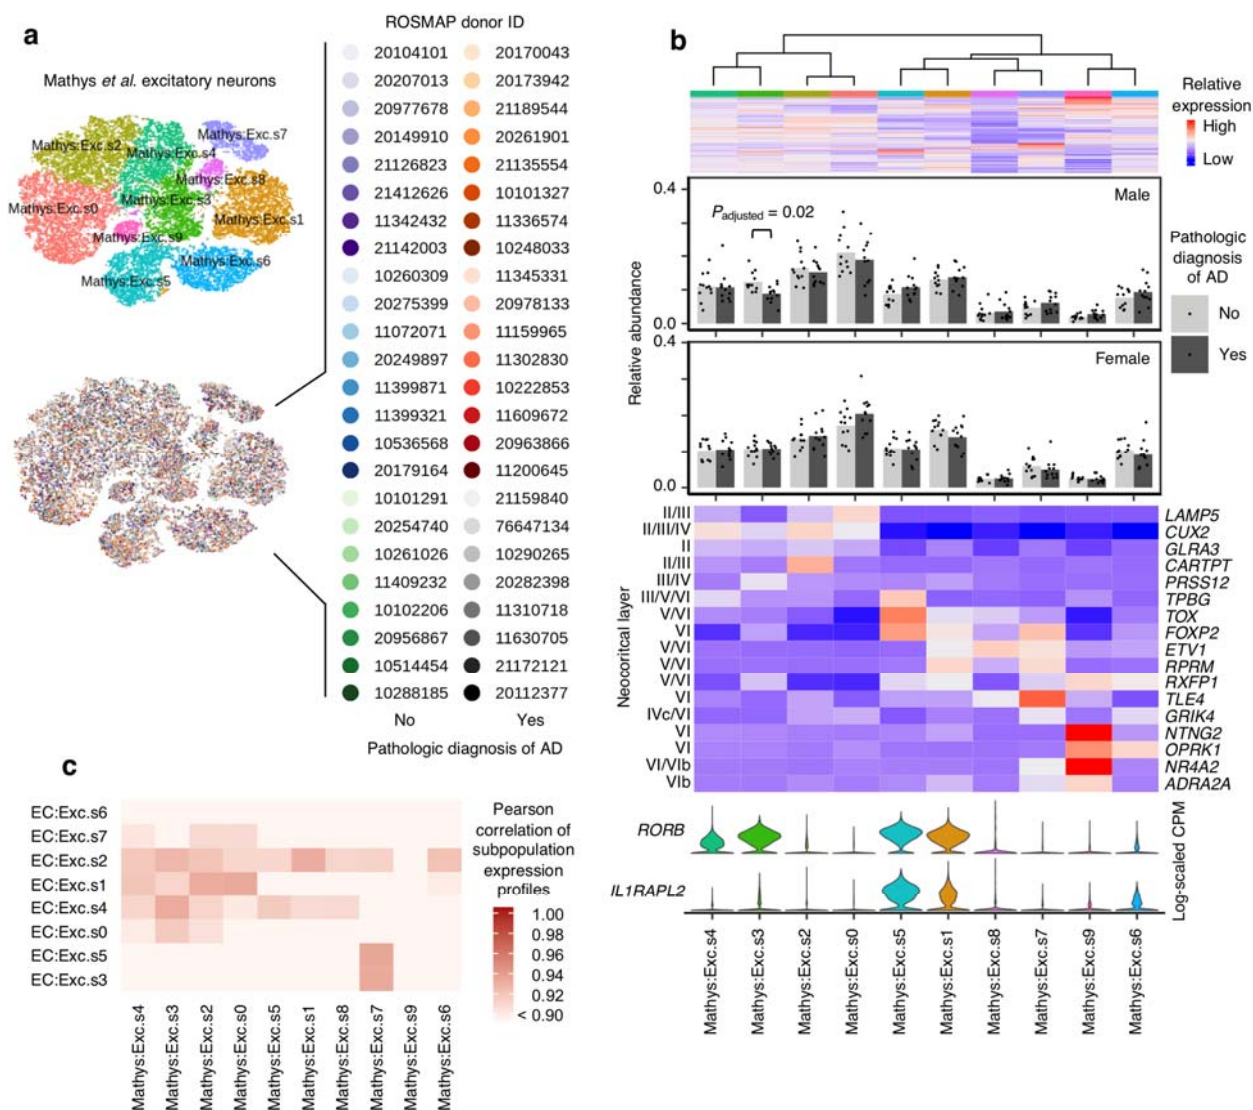 a
Mathys et al. excitatory neurons
Mathys:Exc.s7
Mathys:Exc.s2
Mathys:Exc.s4
Mathys:Exc.s8
Mathys:Exc.s3
Mathys:Exc.s0
Mathys:Exc.s1
Mathys:Exc.s9
Mathys:Exc.s6
Mathys:Exc.s5
ROSMAP donor ID
20104101 20170043
20207013 20173942
20977678 21189544
20149910 20261901
21126823 21135554
21412626 10101327
11342432 11336574
21142003 10248033
10260309 11345331
20275399 20978133
11072071 11159965
20249897 11302830
11399871 10222853
11399321 11609672
10536568 20963866
20179164 11200645
10101291 21159840
20254740 76647134
10261026 10290265
11409232 20282398
10102206 11310718
20956867 11630705
10514454 21172121
10288185 20112377
No Yes
Pathologic diagnosis of AD
b
Relative
expression
High
Low
0.4
Male
Padjusted = 0.02
0.0
Relative abundance
0.4
Female
0.0
Pathologic
diagnosis
of AD
No
Yes
Neocoritcal layer
II/III LAMP5
II/III/IV CUX2
II GLRA3
II/III CARTPT
III/IV PRSS12
III/V/VI TPBG
V/VI TOX
VI FOXP2
V/VI ETV1
V/VI RPRM
V/VI RXFP1
VI TLE4
IVc/VI GRIK4
VI NTNG2
VI OPRK1
VI/VIb NR4A2
VIb ADRA2A
RORB
IL1RAPL2
Log-scaled CPM
Mathys:Exc.s4
Mathys:Exc.s3
Mathys:Exc.s2
Mathys:Exc.s0
Mathys:Exc.s5
Mathys:Exc.s1
Mathys:Exc.s8
Mathys:Exc.s7
Mathys:Exc.s9
Mathys:Exc.s6
c
EC:Exc.s6
EC:Exc.s7
EC:Exc.s2
EC:Exc.s1
EC:Exc.s4
EC:Exc.s0
EC:Exc.s5
EC:Exc.s3
Mathys:Exc.s4
Mathys:Exc.s3
Mathys:Exc.s2
Mathys:Exc.s0
Mathys:Exc.s5
Mathys:Exc.s1
Mathys:Exc.s8
Mathys:Exc.s7
Mathys:Exc.s9
Mathys:Exc.s6
Pearson
correlation of
subpopulation
expression
profiles
1.00
0.98
0.96
0.94
0.92
< 0.90